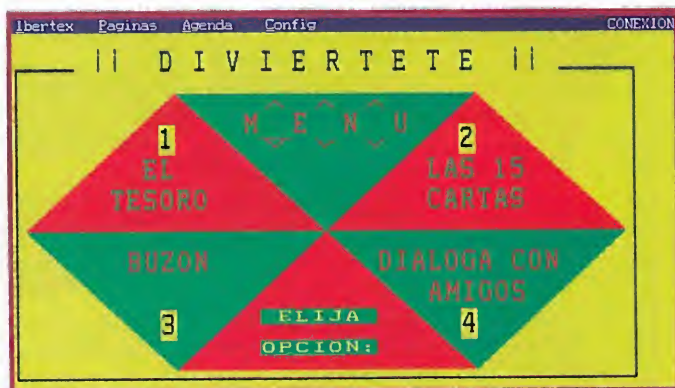 Ibertex Paginas Agenda Config CONEXION
¡¡ DIVIERTETE ¡¡
MENU
1
EL
TESORO
2
LAS 15
CARTAS
BUZON
3
DIALOGA CON
AMIGOS
4
ELIJA
OPCION: